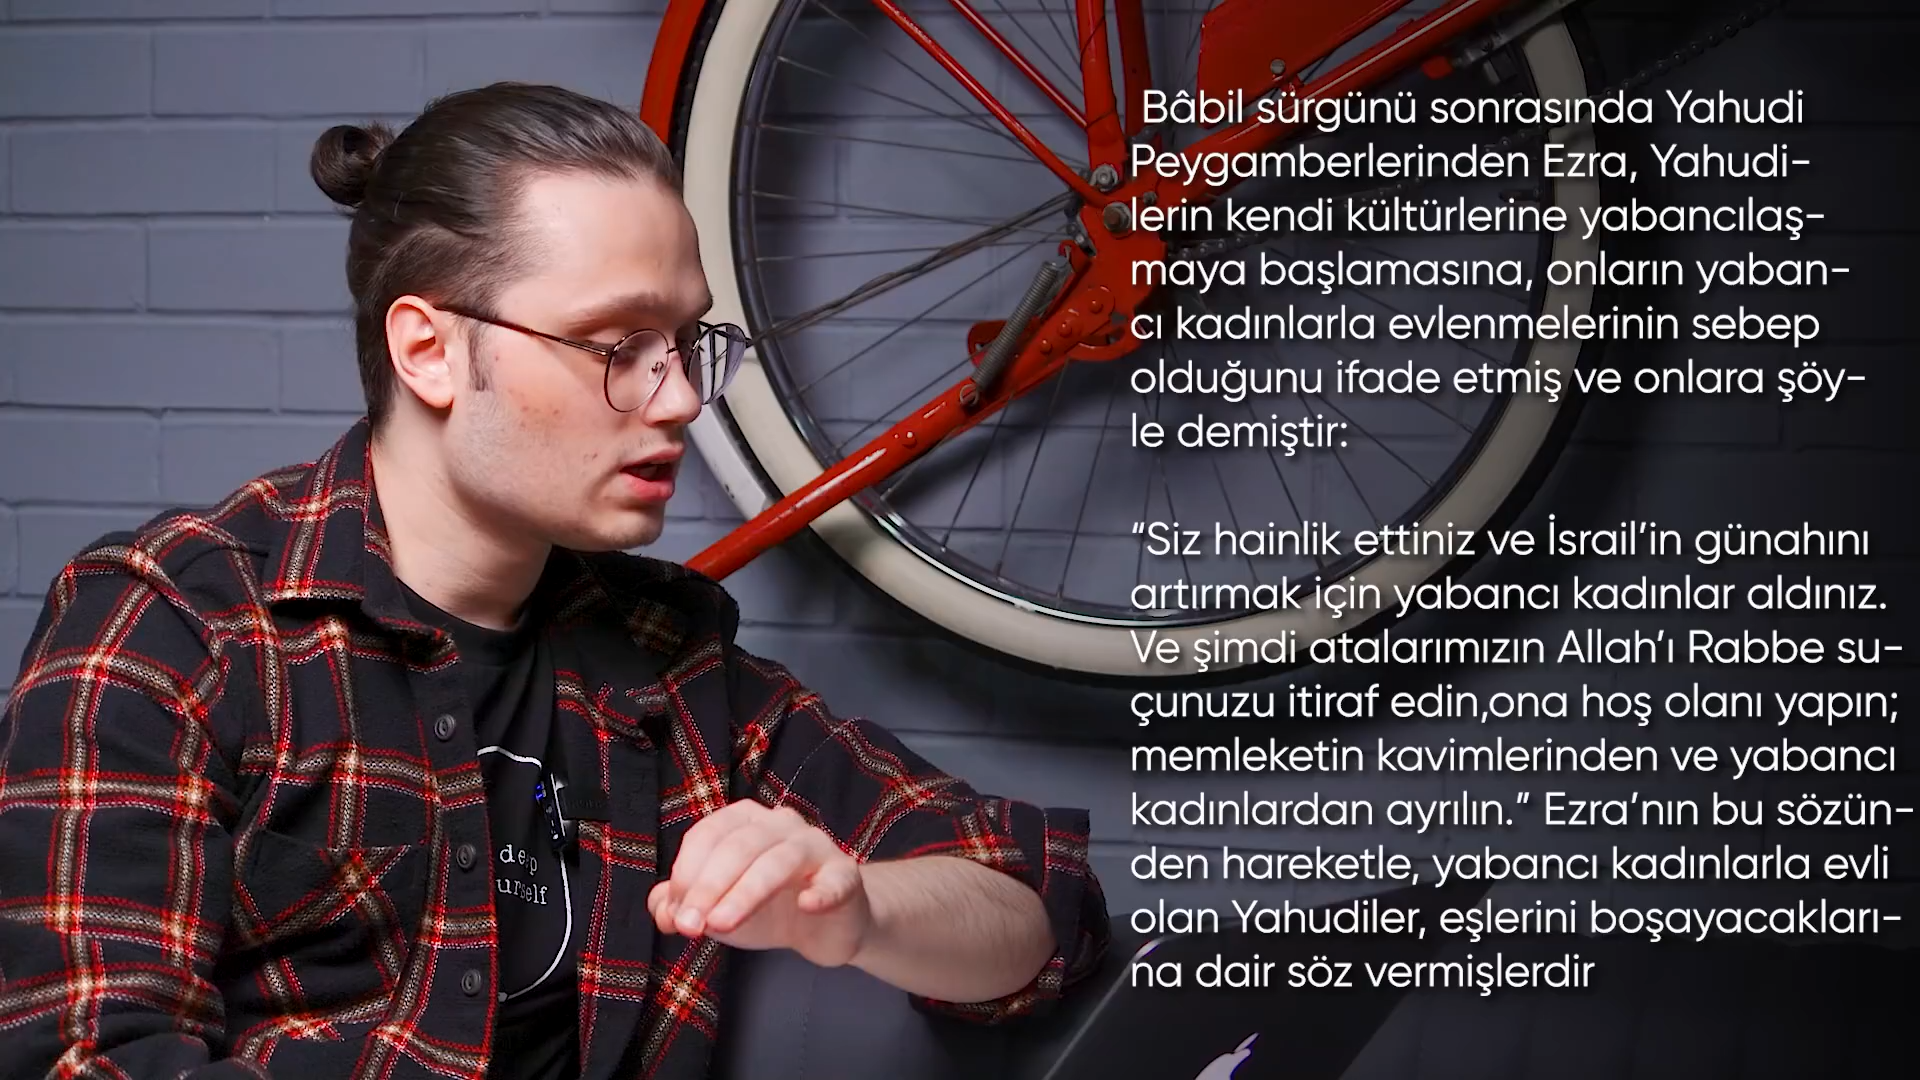 Bâbil sürgünü sonrasında Yahudi
Peygamberlerinden Ezra, Yahudi-
lerin kendi kültürlerine yabancılaş-
maya başlamasına, onların yaban-
cı kadınlarla evlenmelerinin sebep
olduğunu ifade etmiş ve onlara şöy-
le demiştir:
“Siz hainlik ettiniz ve İsrail’in günahını
artırmak için yabancı kadınlar aldınız.
Ve şimdi atalarımızın Allah’ı Rabbe su-
çunuzu itiraf edin,ona hoş olanı yapın;
memleketin kavimlerinden ve yabancı
kadınlardan ayrılın.” Ezra’nın bu sözün-
den hareketle, yabancı kadınlarla evli
olan Yahudiler, eşlerini boşayacakları-
na dair söz vermişlerdir